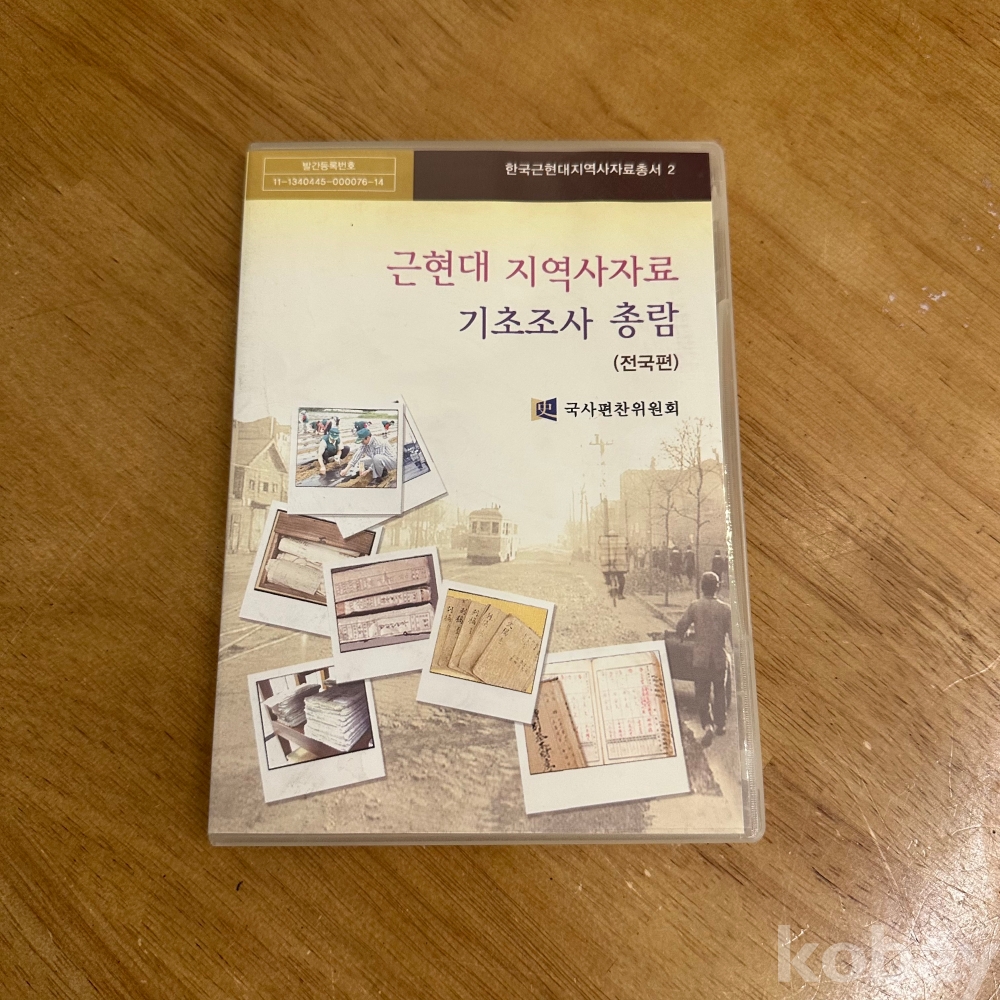 발간등록번호
11-1340445-000076-14
한국근현대지역사자료총서 2
근현대 지역사자료
기초조사 총람
(전국편)
史 국사편찬위원회